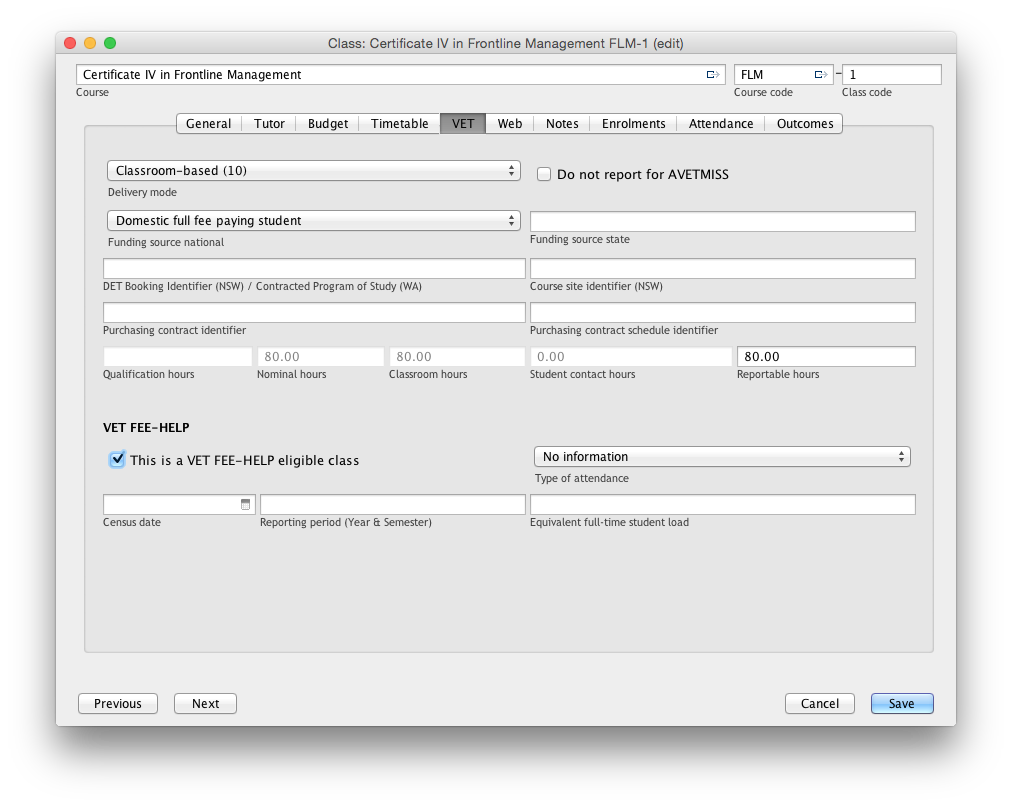 Class: Certificate IV in Frontline Management FLM-1 (edit)
Certificate IV in Frontline Management FLM - 1
Course Course code Class code
General Tutor Budget Timetable VET Web Notes Enrolments Attendance Outcomes
Classroom-based (10) Do not report for AVETMISS
Delivery mode
Domestic full fee paying student
Funding source national Funding source state
DET Booking Identifier (NSW) / Contracted Program of Study (WA) Course site identifier (NSW)
Purchasing contract identifier Purchasing contract schedule identifier
80.00 80.00 0.00 80.00
Qualification hours Nominal hours Classroom hours Student contact hours Reportable hours
VET FEE-HELP
This is a VET FEE-HELP eligible class No information
Type of attendance
Census date Reporting period (Year & Semester) Equivalent full-time student load
Previous Next Cancel Save